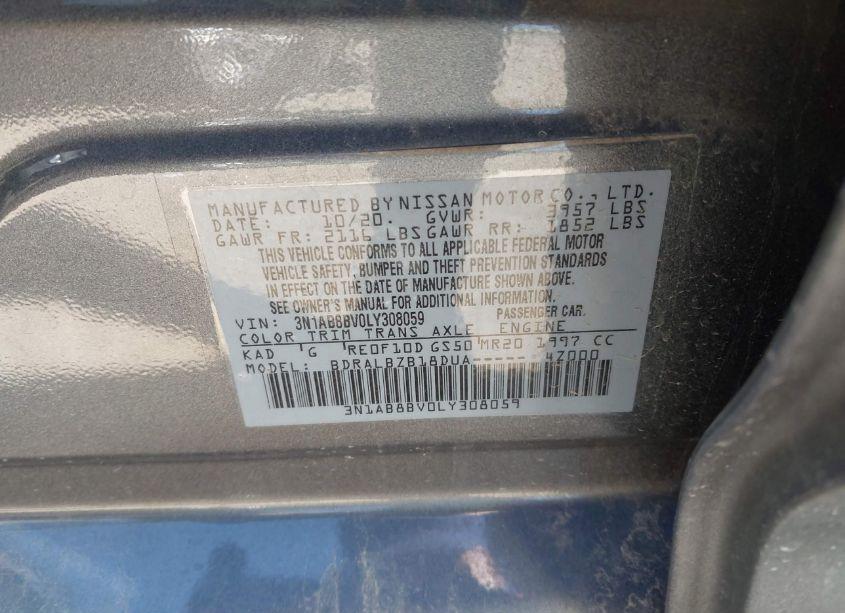 MANUFACTURED BY NISSAN MOTOR CO., LTD.
DATE: 10/20. GVWR: 3957 LBS
GAWR FR: 2116 LBS GAWR RR: 1852 LBS
THIS VEHICLE CONFORMS TO ALL APPLICABLE FEDERAL MOTOR
VEHICLE SAFETY, BUMPER AND THEFT PREVENTION STANDARDS
IN EFFECT ON THE DATE OF MANUFACTURE SHOWN ABOVE.
SEE OWNER'S MANUAL FOR ADDITIONAL INFORMATION.
VIN: 3N1AB8BV0LY308059 PASSENGER CAR.
COLOR TRIM TRANS AXLE ENGINE
KAD G RE0F10D GS50 MR20 1997 CC
MODEL: BDRALBZB18DUA----- 4Z000
3N1AB8BV0LY308059